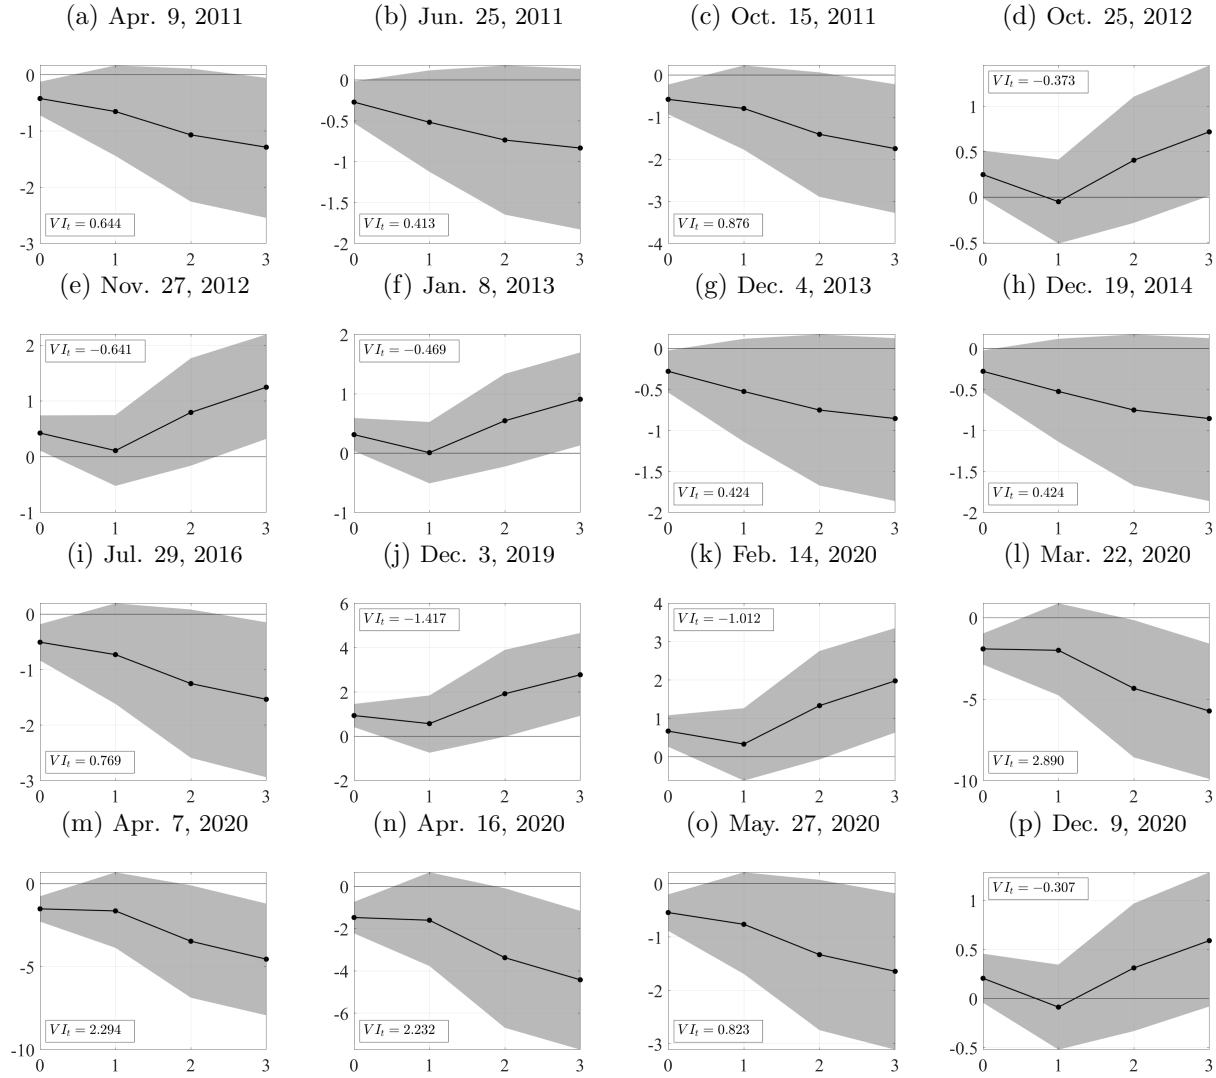 (a) Apr. 9, 2011 (b) Jun. 25, 2011 (c) Oct. 15, 2011 (d) Oct. 25, 2012
0 -1 -2 -3
VI_t = 0.644
0 1 2 3
0 -0.5 -1 -1.5 -2
VI_t = 0.413
0 1 2 3
0 -1 -2 -3 -4
VI_t = 0.876
0 1 2 3
VI_t = −0.373
1 0.5 0 -0.5
0 1 2 3
(e) Nov. 27, 2012 (f) Jan. 8, 2013 (g) Dec. 4, 2013 (h) Dec. 19, 2014
VI_t = −0.641
2 1 0 -1
0 1 2 3
VI_t = −0.469
2 1 0 -1
0 1 2 3
0 -0.5 -1 -1.5 -2
VI_t = 0.424
0 1 2 3
0 -0.5 -1 -1.5 -2
VI_t = 0.424
0 1 2 3
(i) Jul. 29, 2016 (j) Dec. 3, 2019 (k) Feb. 14, 2020 (l) Mar. 22, 2020
0 -1 -2 -3
VI_t = 0.769
0 1 2 3
VI_t = −1.417
6 4 2 0 -2
0 1 2 3
VI_t = −1.012
4 3 2 1 0
0 1 2 3
0 -5 -10
VI_t = 2.890
0 1 2 3
(m) Apr. 7, 2020 (n) Apr. 16, 2020 (o) May. 27, 2020 (p) Dec. 9, 2020
0 -5 -10
VI_t = 2.294
0 1 2 3
0 -2 -4 -6
VI_t = 2.232
0 1 2 3
0 -1 -2 -3
VI_t = 0.823
0 1 2 3
VI_t = −0.307
1 0.5 0 -0.5
0 1 2 3